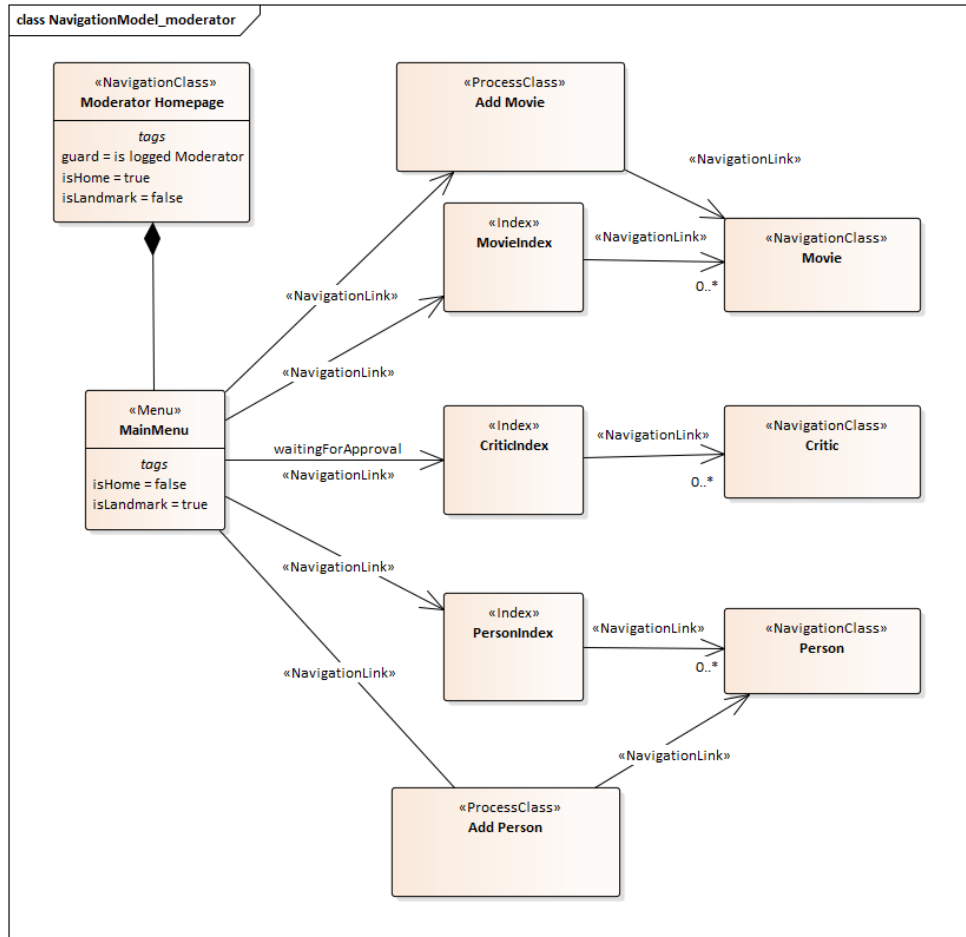 class NavigationModel_moderator
«NavigationClass»
Moderator Homepage
tags
guard = is logged Moderator
isHome = true
isLandmark = false
«ProcessClass»
Add Movie
«NavigationLink»
«Index»
MovieIndex
«NavigationLink»
0..*
«NavigationClass»
Movie
«NavigationLink»
«NavigationLink»
«Menu»
MainMenu
tags
isHome = false
isLandmark = true
waitingForApproval
«NavigationLink»
«Index»
CriticIndex
«NavigationLink»
0..*
«NavigationClass»
Critic
«NavigationLink»
«Index»
PersonIndex
«NavigationLink»
0..*
«NavigationClass»
Person
«NavigationLink»
«NavigationLink»
«ProcessClass»
Add Person